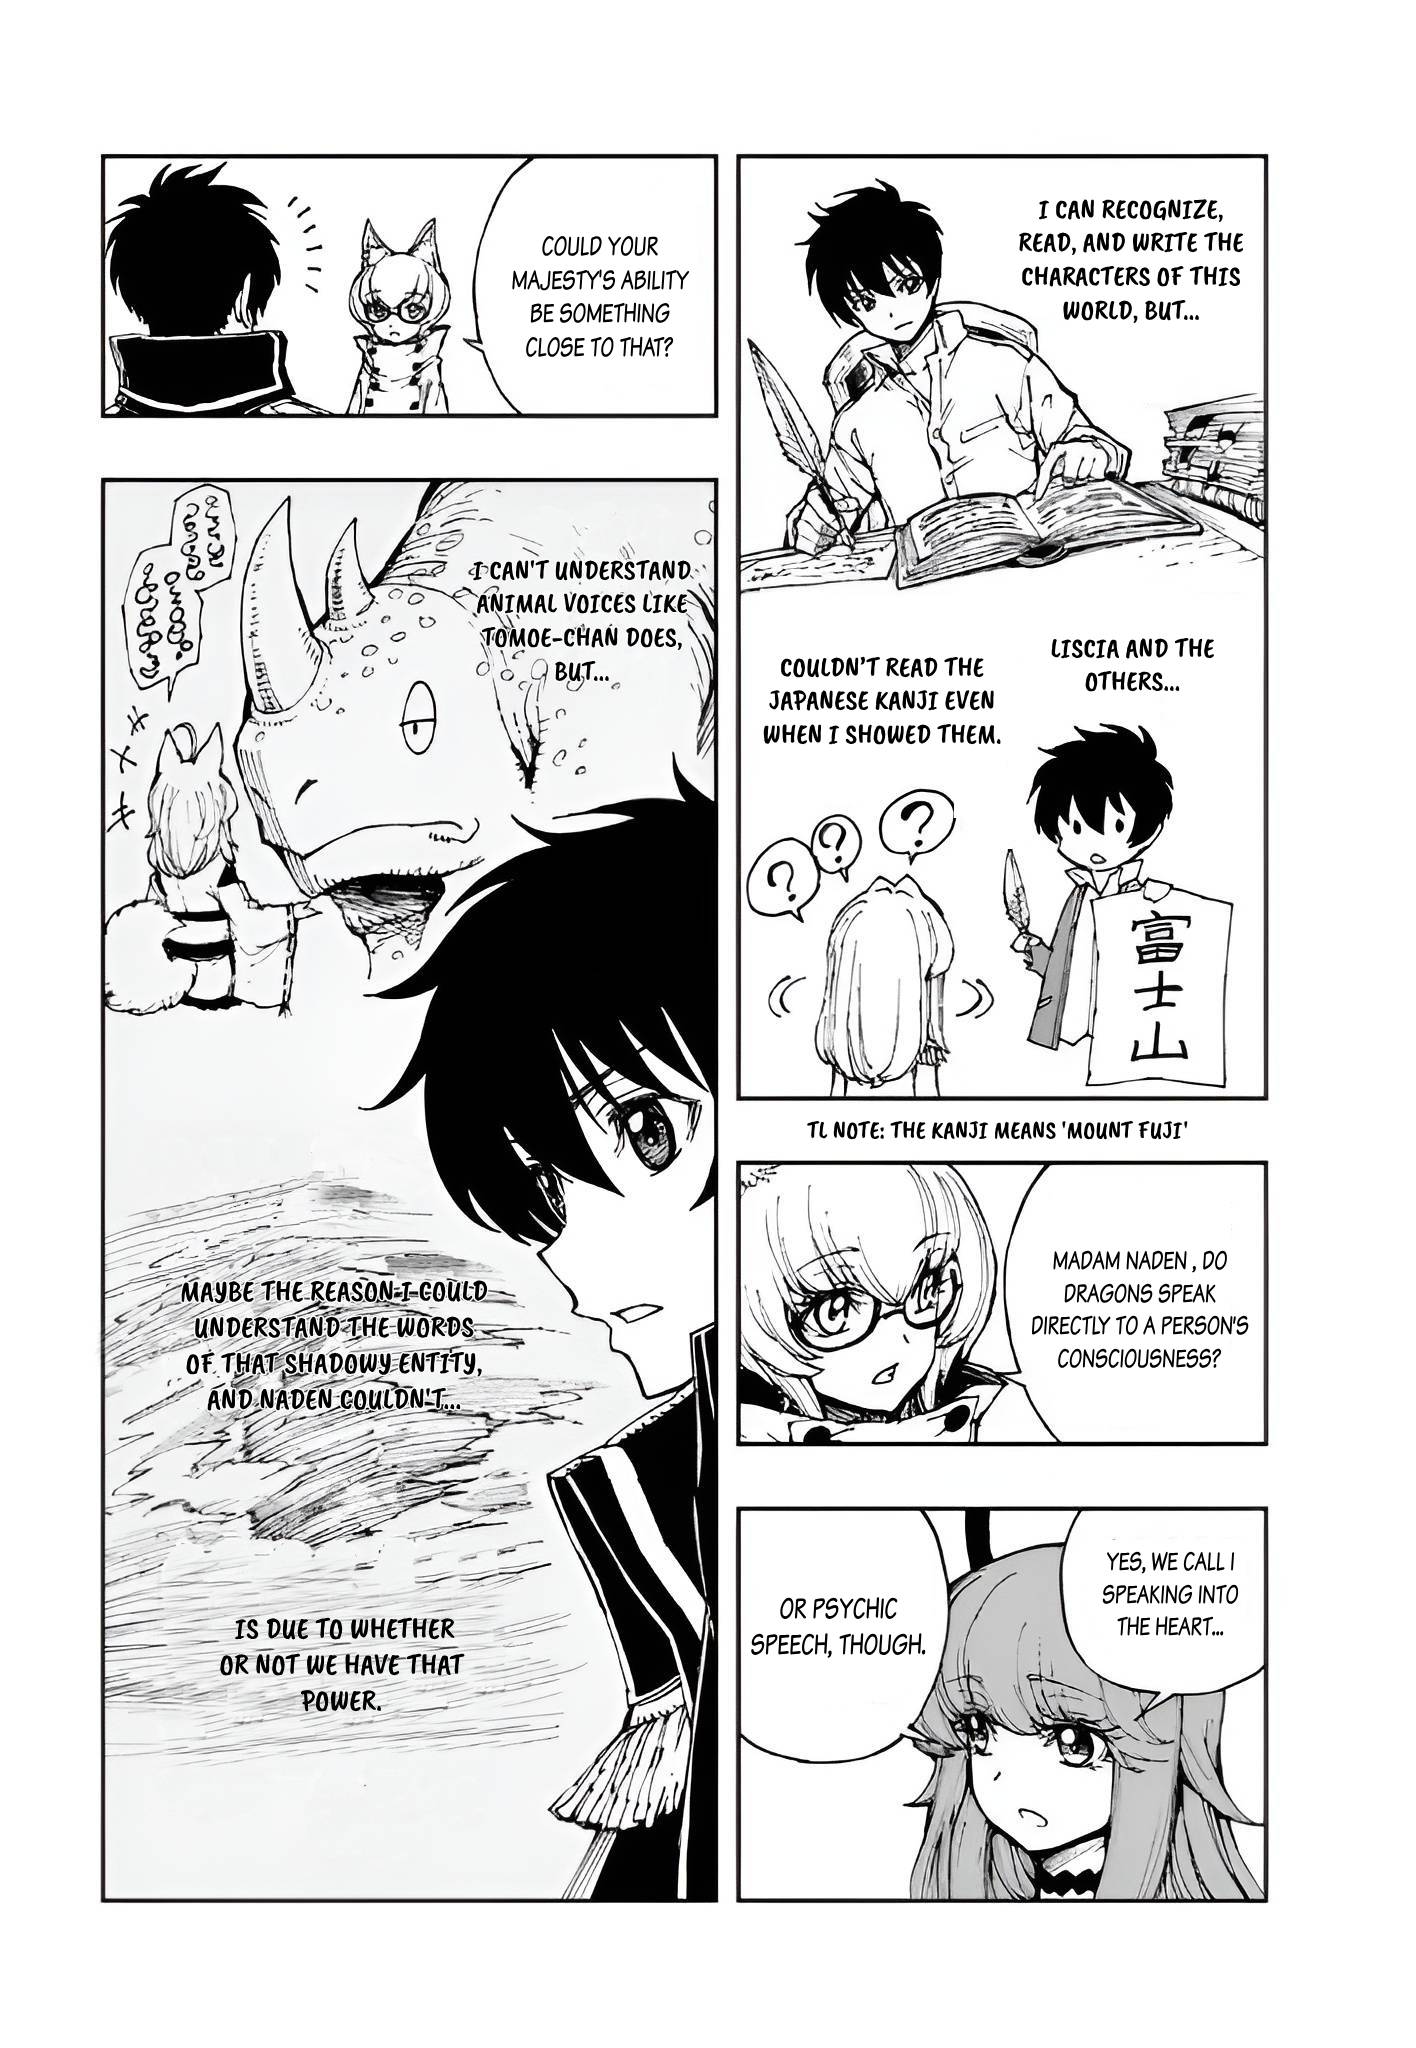 I CAN RECOGNIZE,
READ, AND WRITE THE
CHARACTERS OF THIS
WORLD, BUT...
LISCIA AND THE
OTHERS...
COULDN'T READ THE
JAPANESE KANJI EVEN
WHEN I SHOWED THEM.
?
?
?
富
士
山
TL NOTE: THE KANJI MEANS 'MOUNT FUJI'
MADAM NADEN , DO
DRAGONS SPEAK
DIRECTLY TO A PERSON'S
CONSCIOUSNESS?
YES, WE CALL I
SPEAKING INTO
THE HEART...
OR PSYCHIC
SPEECH, THOUGH.
COULD YOUR
MAJESTY'S ABILITY
BE SOMETHING
CLOSE TO THAT?
I CAN'T UNDERSTAND
ANIMAL VOICES LIKE
TOMOE-CHAN DOES,
BUT...
MAYBE THE REASON I COULD
UNDERSTAND THE WORDS
OF THAT SHADOWY ENTITY,
AND NADEN COULDN'T...
IS DUE TO WHETHER
OR NOT WE HAVE THAT
POWER.